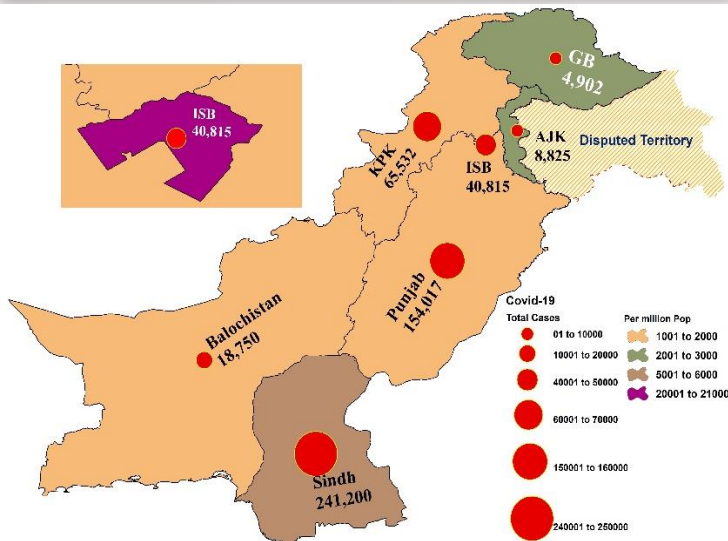 ISB
40,815
GB
4,902
KPK
65,532
ISB
40,815
AJK
8,825
Disputed Territory
Punjab
154,017
Balochistan
18,750
Sindh
241,200
Covid-19
Total Cases
01 to 10000
10001 to 20000
40001 to 50000
60001 to 70000
150001 to 160000
240001 to 250000
Per million Pop
1001 to 2000
2001 to 3000
5001 to 6000
20001 to 21000